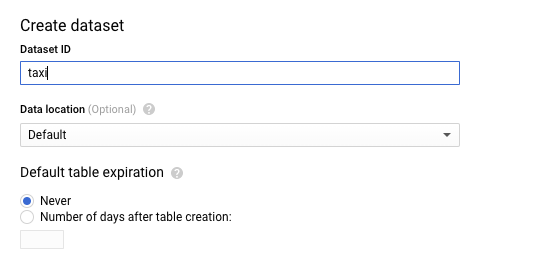 Create dataset
Dataset ID
taxi
Data location (Optional) ?
Default
Default table expiration ?
Never
Number of days after table creation: